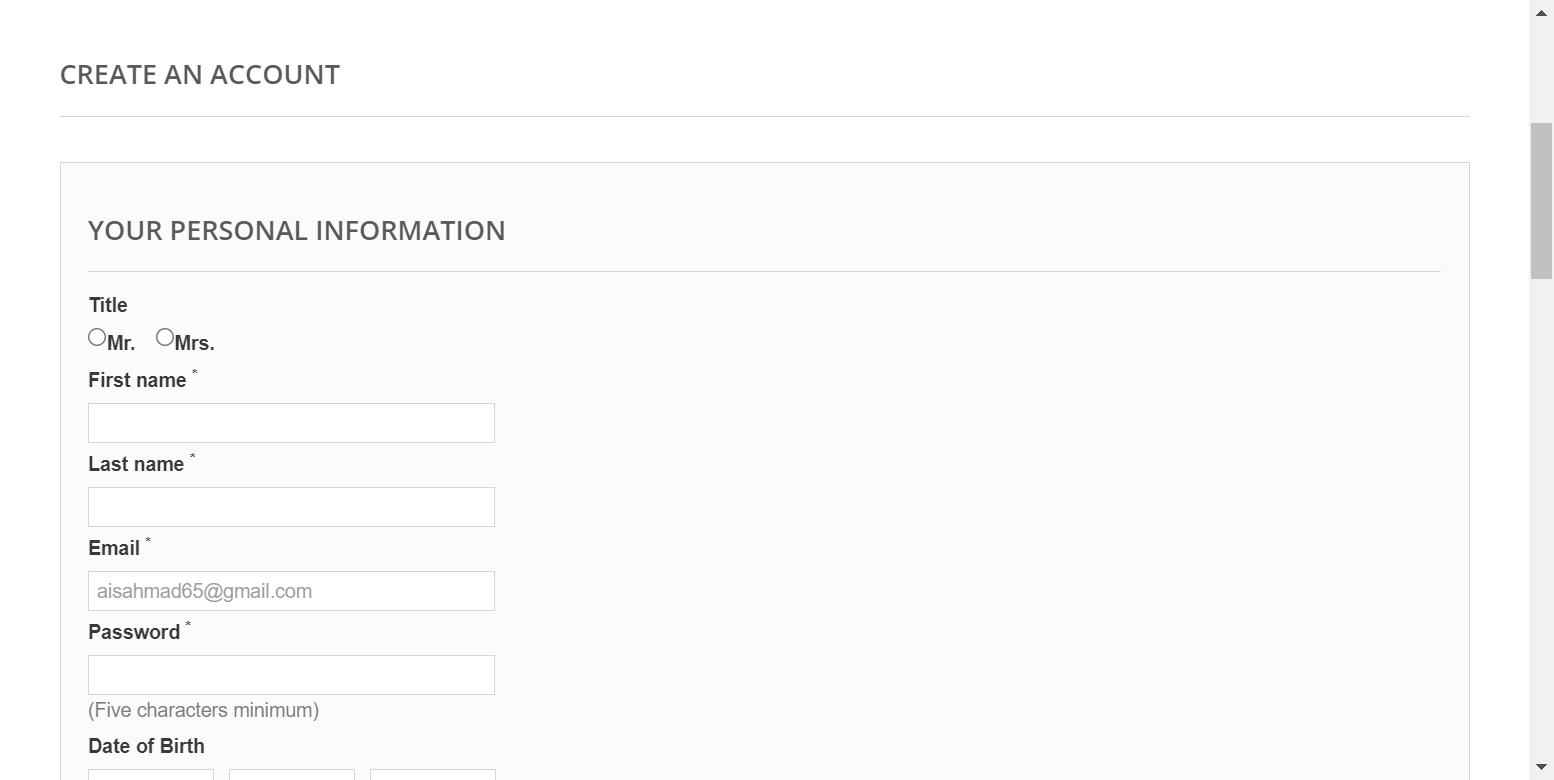 CREATE AN ACCOUNT
YOUR PERSONAL INFORMATION
Title
Mr. Mrs.
First name *
Last name *
Email *
aisahmad65@gmail.com
Password *
(Five characters minimum)
Date of Birth